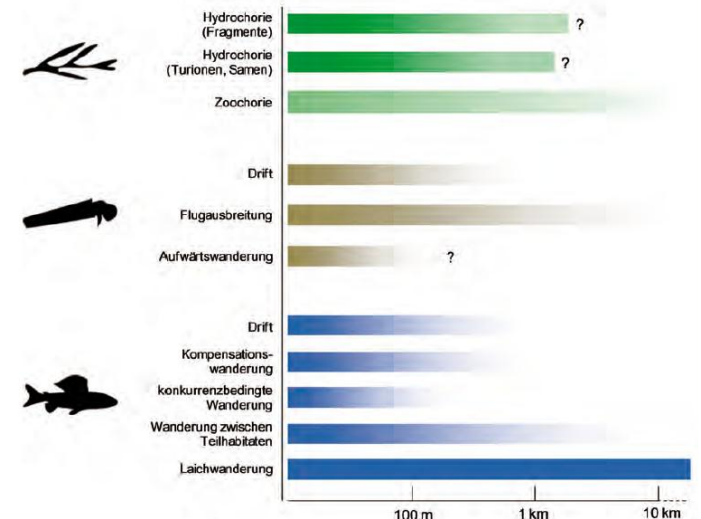 Hydrochorie
(Fragmente)
?
Hydrochorie
(Turionen, Samen)
?
Zoochorie
Drift
Flugausbreitung
Aufwärtswanderung
?
Drift
Kompensations-
wanderung
konkurrenzbedingte
Wanderung
Wanderung zwischen
Teilhabitaten
Laichwanderung
100 m
1 km
10 km